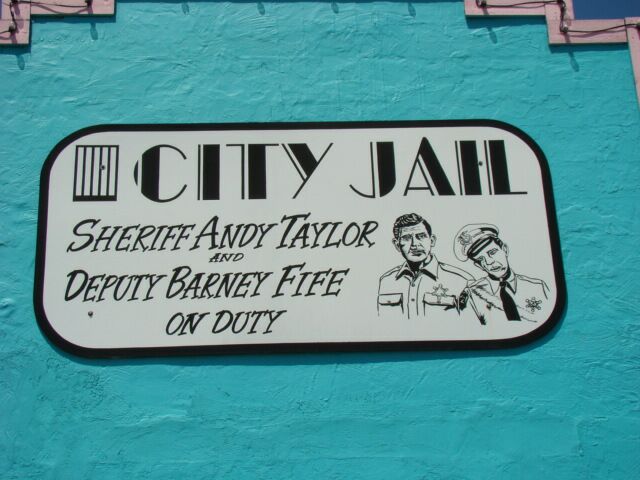 CITY JAIL
SHERIFF ANDY TAYLOR
AND
DEPUTY BARNEY FIFE
ON DUTY